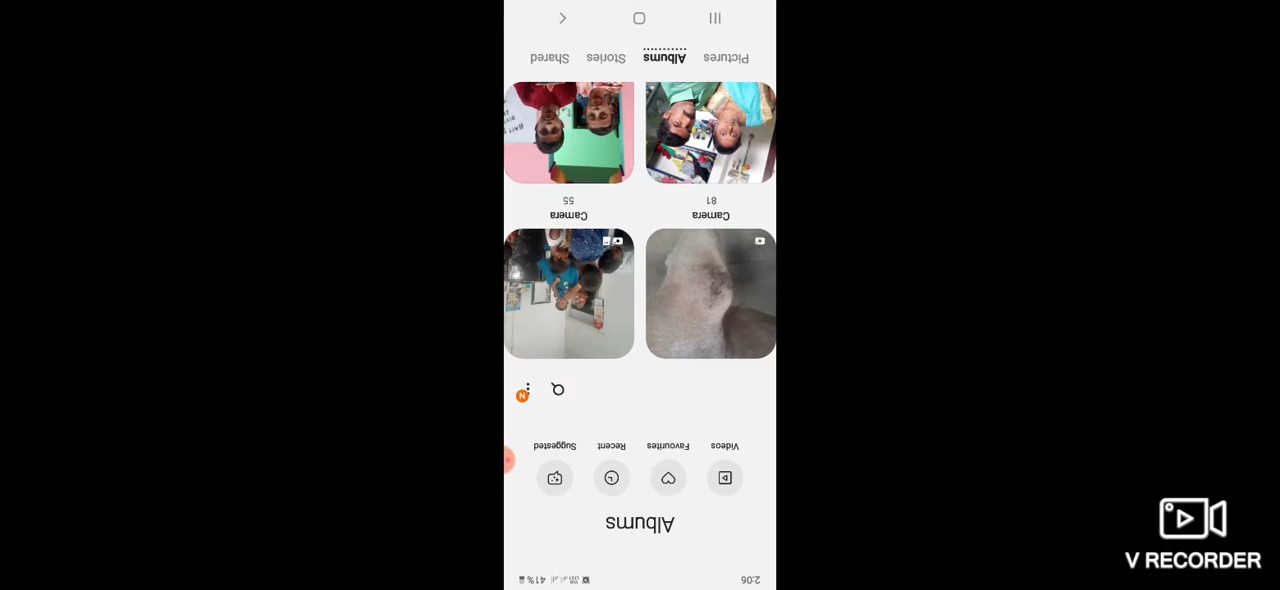 2:06 41%
Albums
Videos Favourites Recent Suggested
N
Camera Camera
81 55
Pictures Albums Stories Shared
V RECORDER